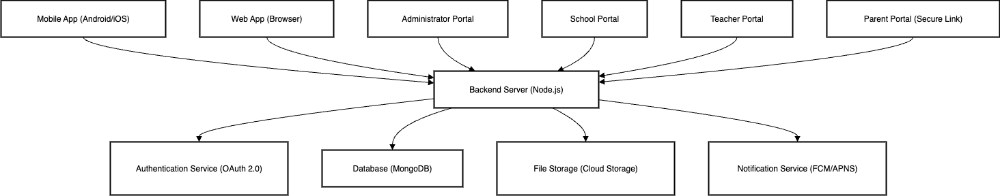 Mobile App (Android/iOS)
Web App (Browser)
Administrator Portal
School Portal
Teacher Portal
Parent Portal (Secure Link)
Backend Server (Node.js)
Authentication Service (OAuth 2.0)
Database (MongoDB)
File Storage (Cloud Storage)
Notification Service (FCM/APNS)